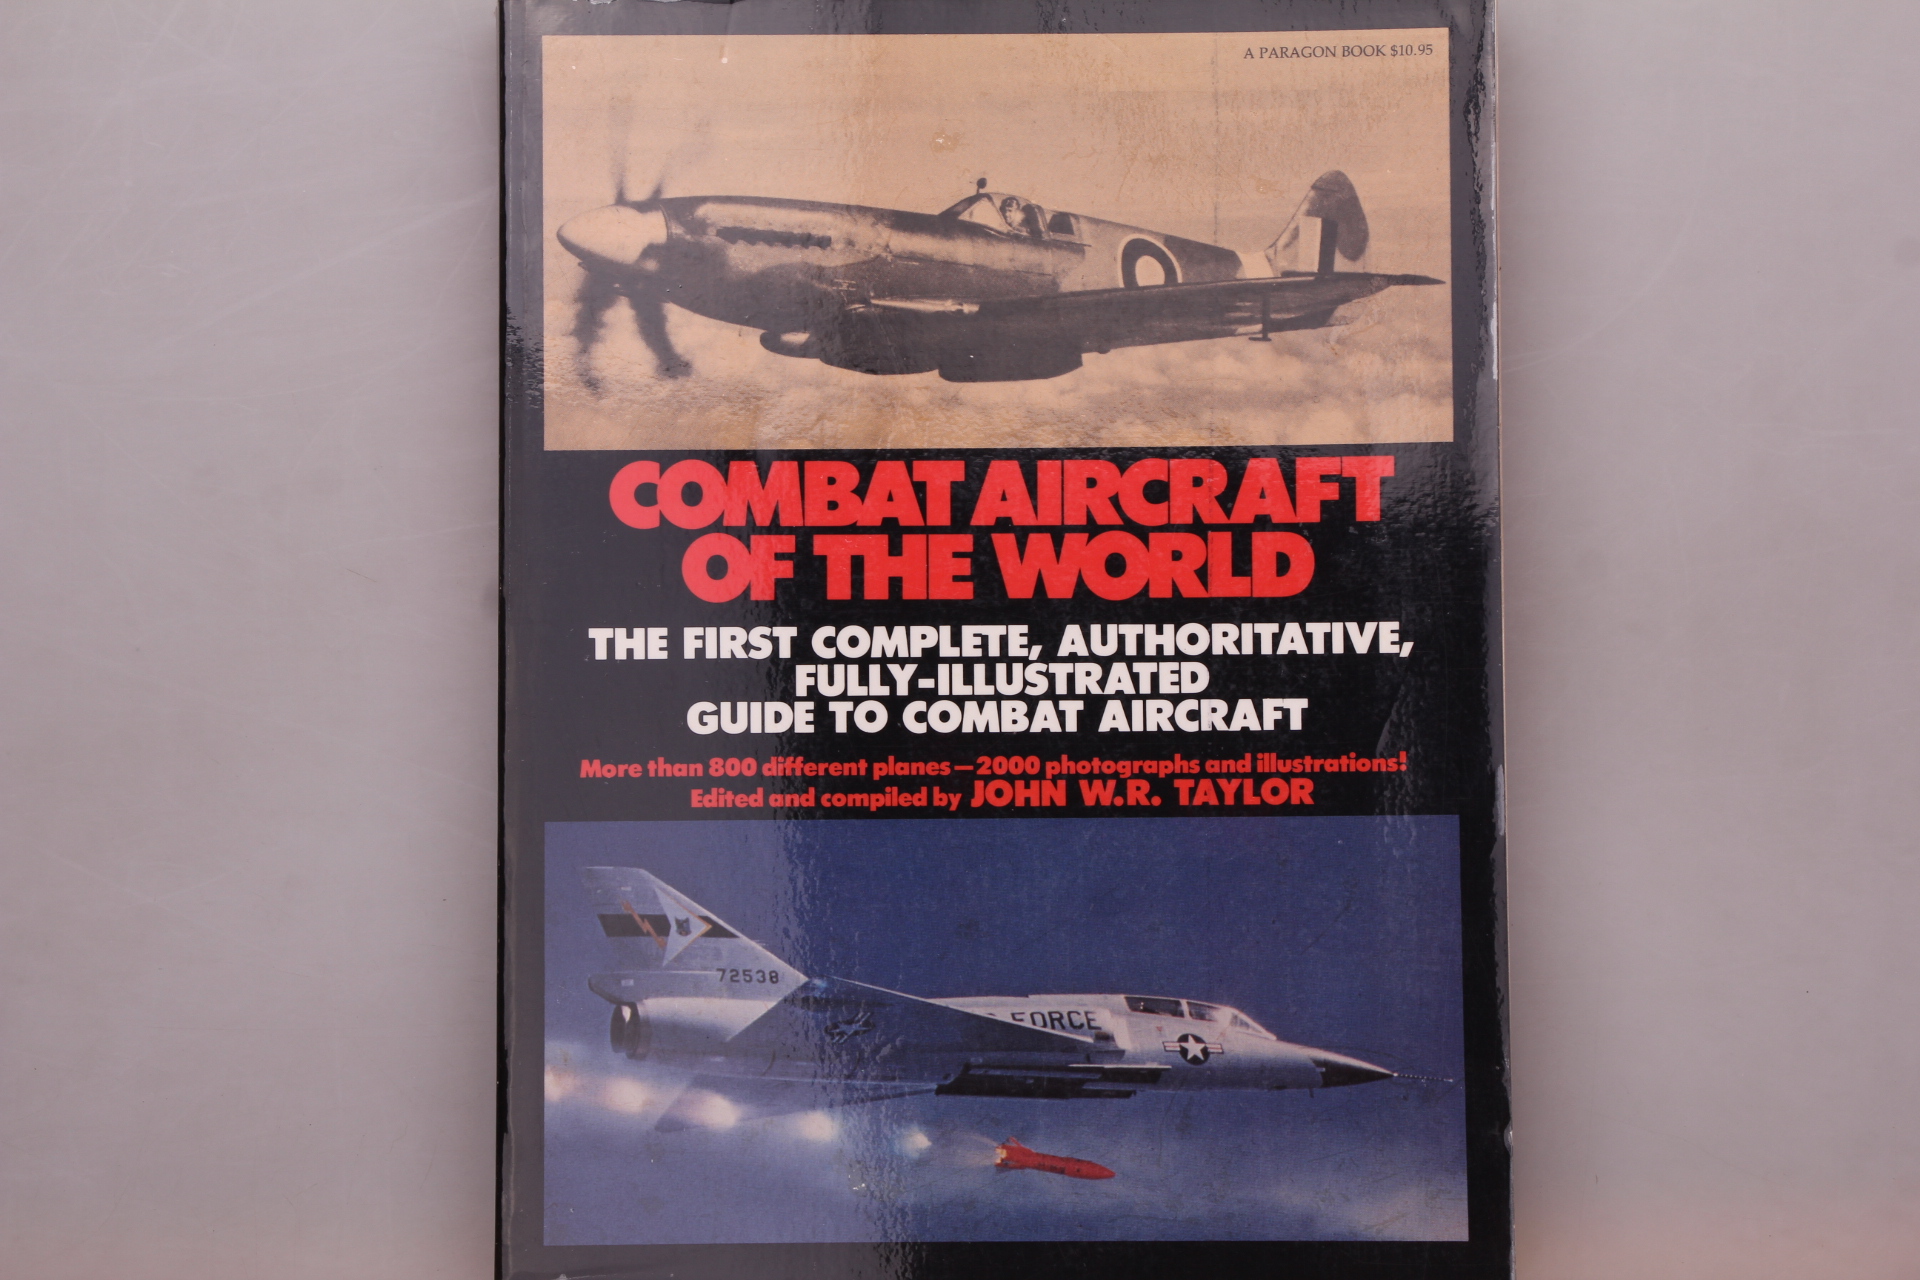 A PARAGON BOOK $10.95
COMBAT AIRCRAFT
OF THE WORLD
THE FIRST COMPLETE, AUTHORITATIVE,
FULLY-ILLUSTRATED
GUIDE TO COMBAT AIRCRAFT
More than 800 different planes—2000 photographs and illustrations!
Edited and compiled by JOHN W.R. TAYLOR
72538
FORCE